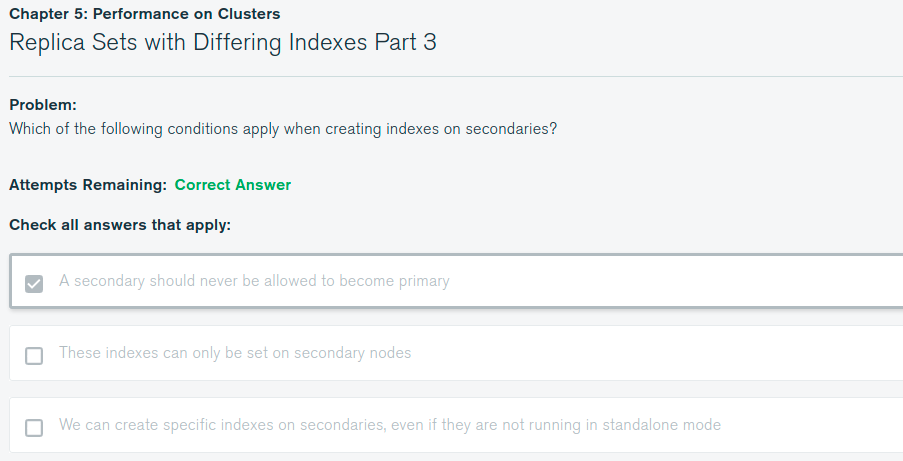 Chapter 5: Performance on Clusters
Replica Sets with Differing Indexes Part 3
Problem:
Which of the following conditions apply when creating indexes on secondaries?
Attempts Remaining: Correct Answer
Check all answers that apply:
A secondary should never be allowed to become primary
These indexes can only be set on secondary nodes
We can create specific indexes on secondaries, even if they are not running in standalone mode